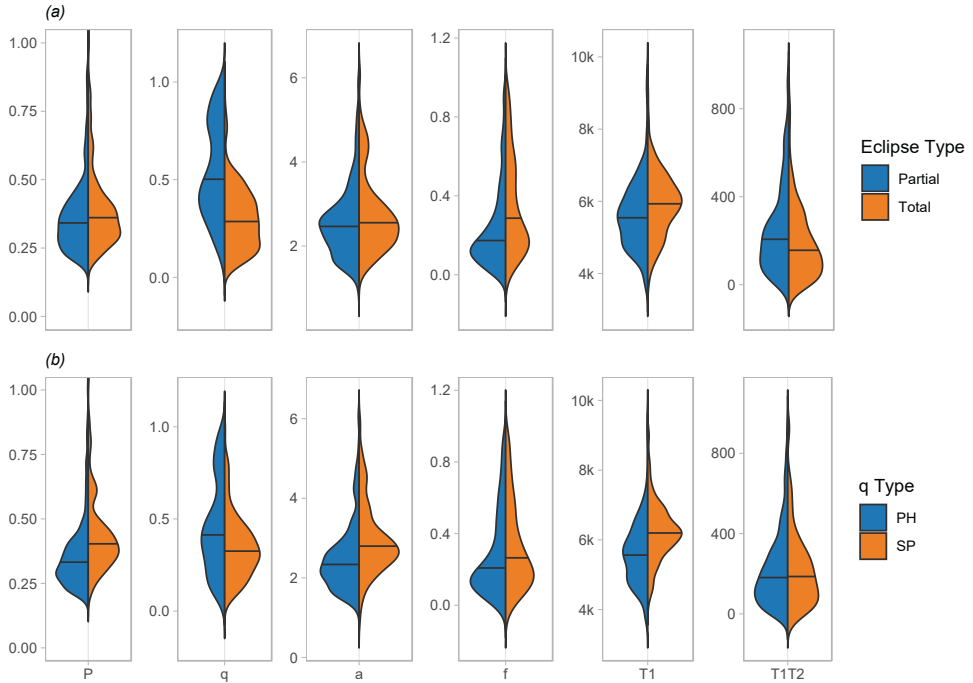 (a)
1.00
0.75
0.50
0.25
0.00
1.0
0.5
0.0
6
4
2
1.2
0.8
0.4
0.0
10k
8k
6k
4k
800
400
0
Eclipse Type
Partial
Total
(b)
1.00
0.75
0.50
0.25
0.00
1.0
0.5
0.0
6
4
2
0
1.2
0.8
0.4
0.0
10k
8k
6k
4k
800
400
0
q Type
PH
SP
P
q
a
f
T1
T1T2